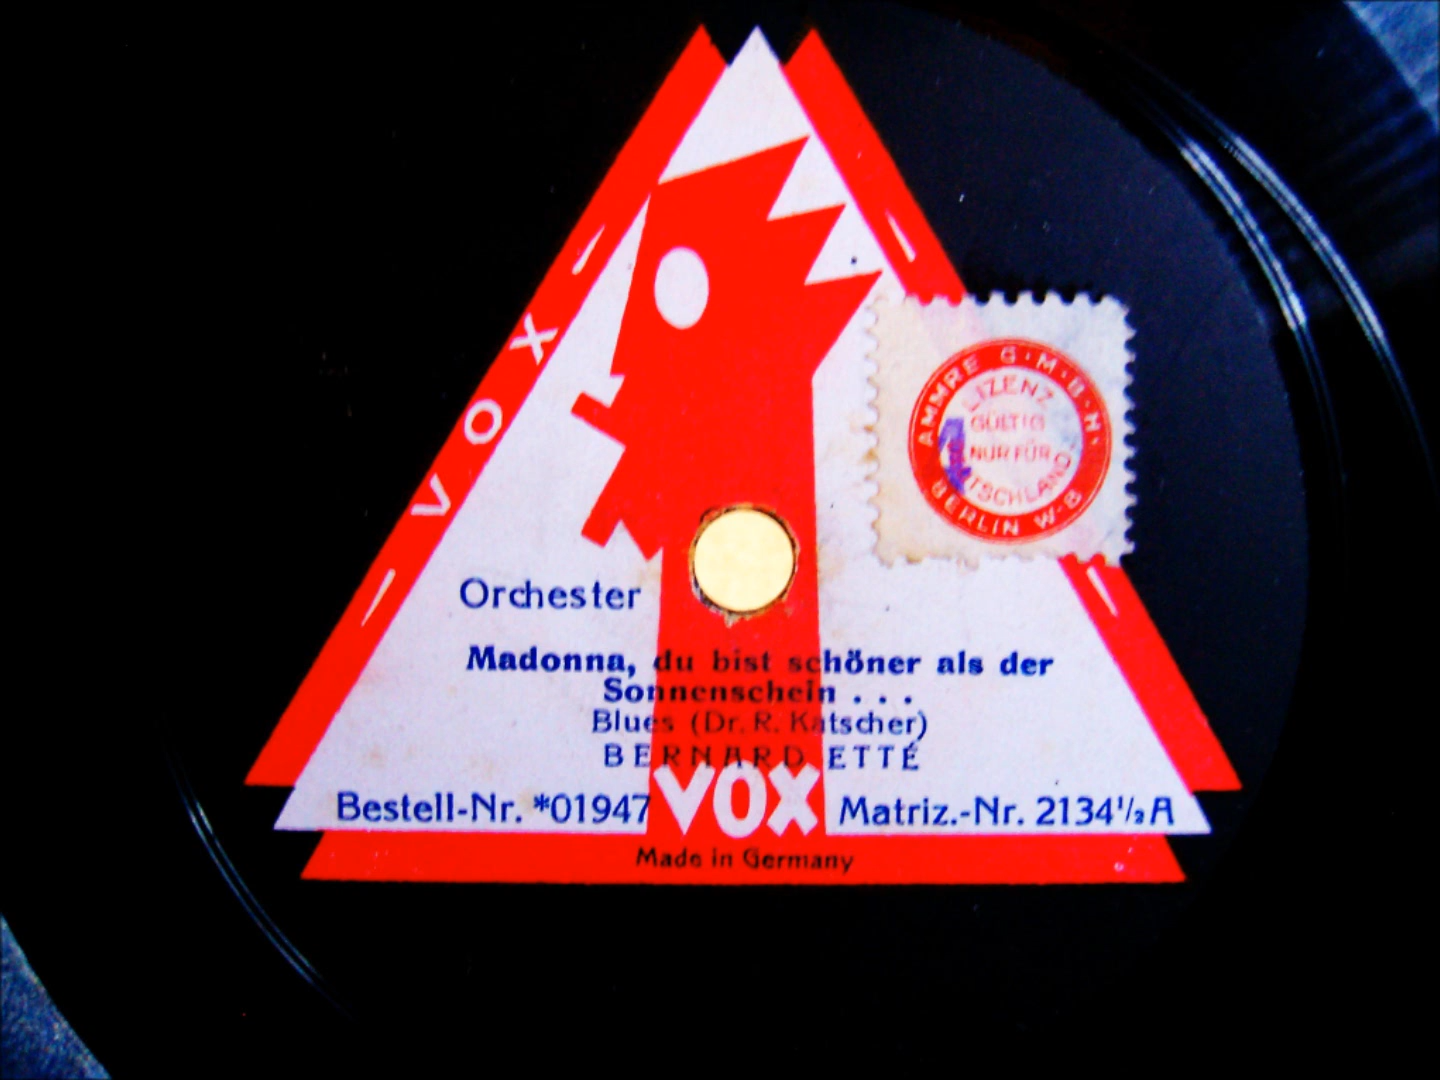 VOX
AMMRE G·M·B·H·
LIZENZ
GÜLTIG
NUR FÜR
BERLIN W-8
Orchester
Madonna, du bist schöner als der
Sonnenschein . . .
Blues (Dr. R. Katscher)
BERNARD ETTÉ
Bestell-Nr. *01947 VOX Matriz.-Nr. 2134¹/₂A
Made in Germany